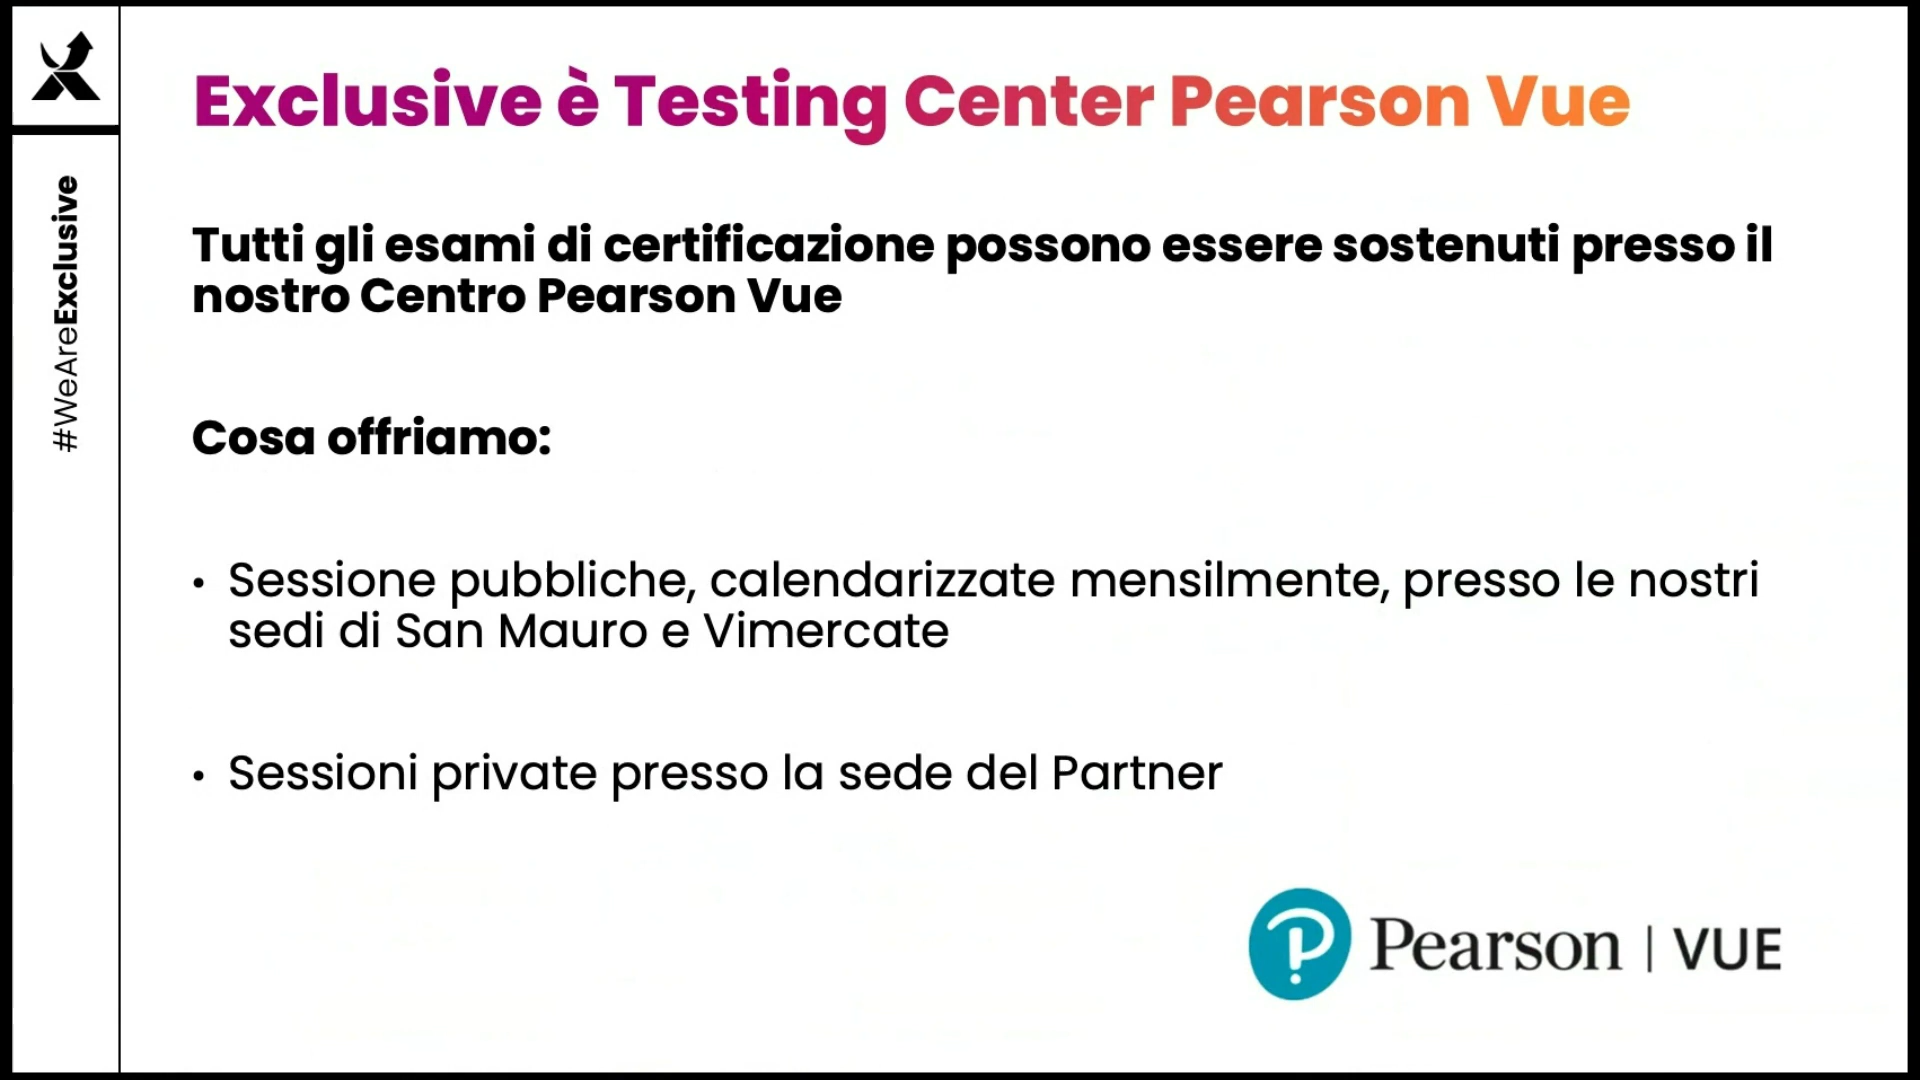 Exclusive è Testing Center Pearson Vue
#WeAreExclusive
Tutti gli esami di certificazione possono essere sostenuti presso il
nostro Centro Pearson Vue
Cosa offriamo:
• Sessione pubbliche, calendarizzate mensilmente, presso le nostri
sedi di San Mauro e Vimercate
• Sessioni private presso la sede del Partner
Pearson | VUE